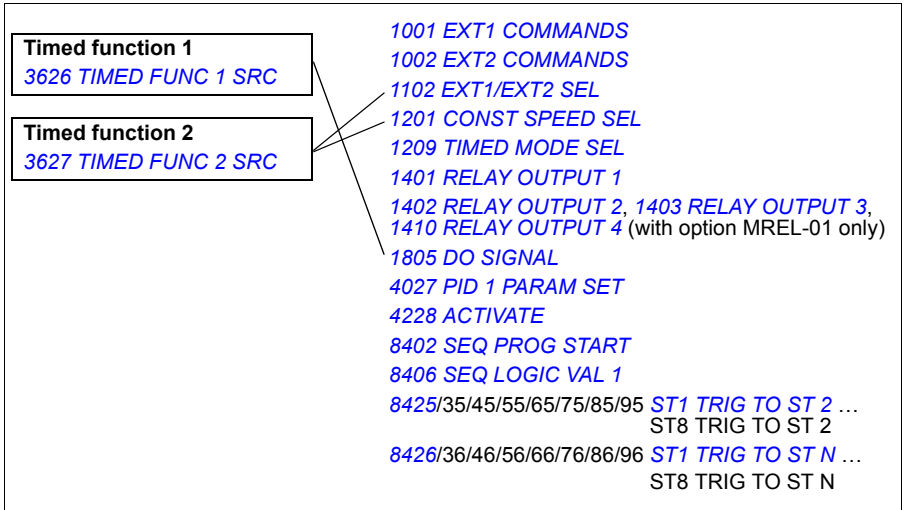 Timed function 1
3626 TIMED FUNC 1 SRC
Timed function 2
3627 TIMED FUNC 2 SRC
1001 EXT1 COMMANDS
1002 EXT2 COMMANDS
1102 EXT1/EXT2 SEL
1201 CONST SPEED SEL
1209 TIMED MODE SEL
1401 RELAY OUTPUT 1
1402 RELAY OUTPUT 2, 1403 RELAY OUTPUT 3,
1410 RELAY OUTPUT 4 (with option MREL-01 only)
1805 DO SIGNAL
4027 PID 1 PARAM SET
4228 ACTIVATE
8402 SEQ PROG START
8406 SEQ LOGIC VAL 1
8425/35/45/55/65/75/85/95 ST1 TRIG TO ST 2 …
ST8 TRIG TO ST 2
8426/36/46/56/66/76/86/96 ST1 TRIG TO ST N …
ST8 TRIG TO ST N